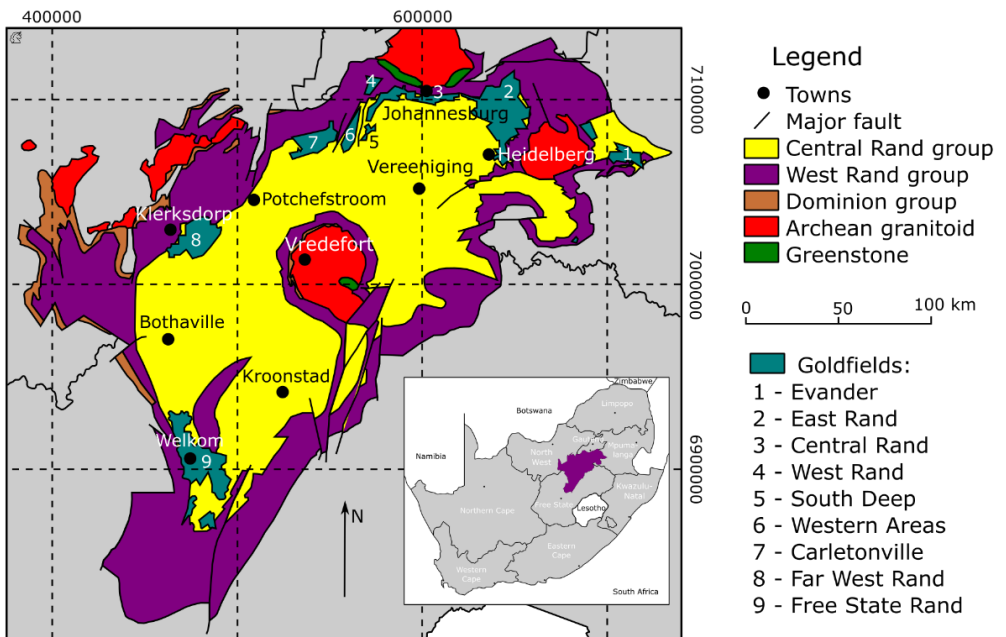 400000
600000
7100000
7000000
6900000
4
3
2
Johannesburg
6
5
7
Heidelberg
1
Vereeniging
Potchefstroom
Klerksdorp
8
Vredefort
Bothaville
Kroonstad
Welkom
9
N
Zimbabwe
Limpopo
Botswana
Gauteng
Mpuma-
langa
North
West
Namibia
Kwazulu-
Natal
Free State
Lesotho
Northern Cape
Eastern
Cape
Western
Cape
South Africa
Legend
Towns
Major fault
Central Rand group
West Rand group
Dominion group
Archean granitoid
Greenstone
0 50 100 km
Goldfields:
1 - Evander
2 - East Rand
3 - Central Rand
4 - West Rand
5 - South Deep
6 - Western Areas
7 - Carletonville
8 - Far West Rand
9 - Free State Rand